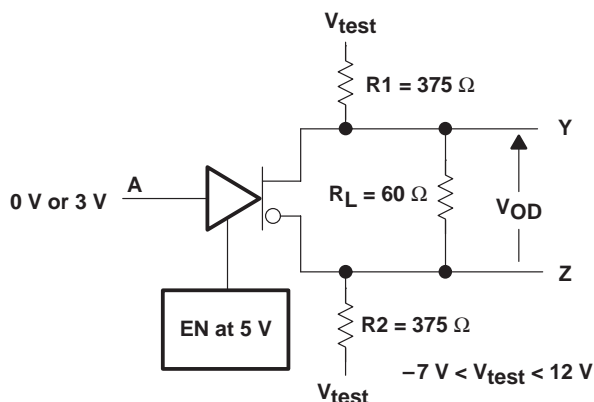 Vtest
R1 = 375 Ω
Y
A
0 V or 3 V
RL = 60 Ω
VOD
Z
EN at 5 V
R2 = 375 Ω
–7 V < Vtest < 12 V
Vtest